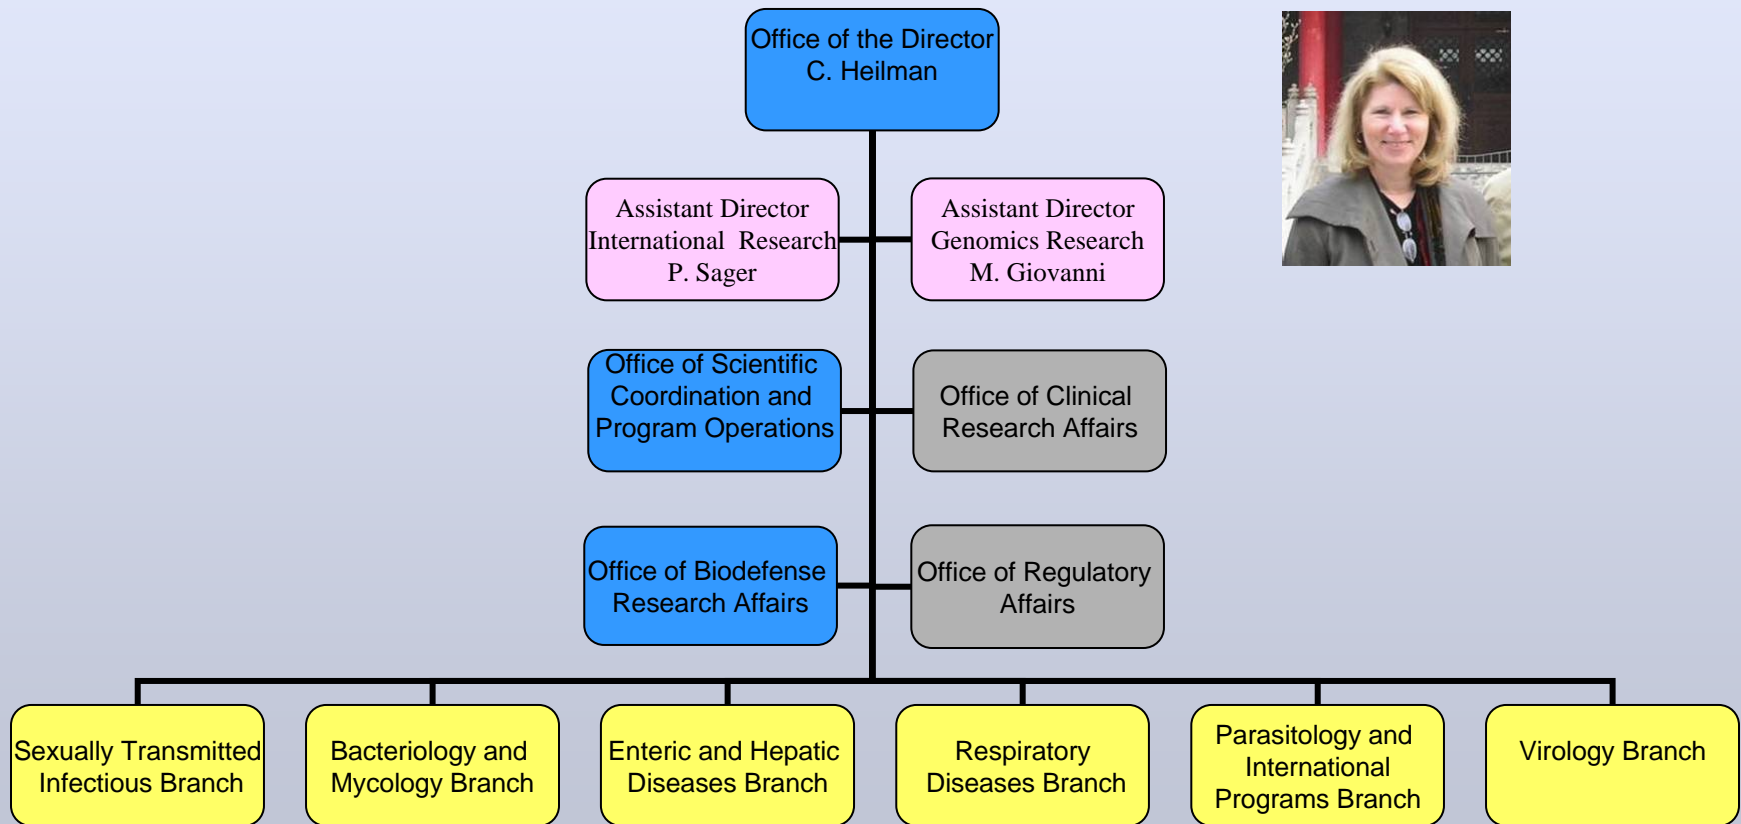 Office of the Director
C. Heilman
Assistant Director
International Research
P. Sager
Assistant Director
Genomics Research
M. Giovanni
Office of Scientific
Coordination and
Program Operations
Office of Clinical
Research Affairs
Office of Biodefense
Research Affairs
Office of Regulatory
Affairs
Sexually Transmitted
Infectious Branch
Bacteriology and
Mycology Branch
Enteric and Hepatic
Diseases Branch
Respiratory
Diseases Branch
Parasitology and
International
Programs Branch
Virology Branch